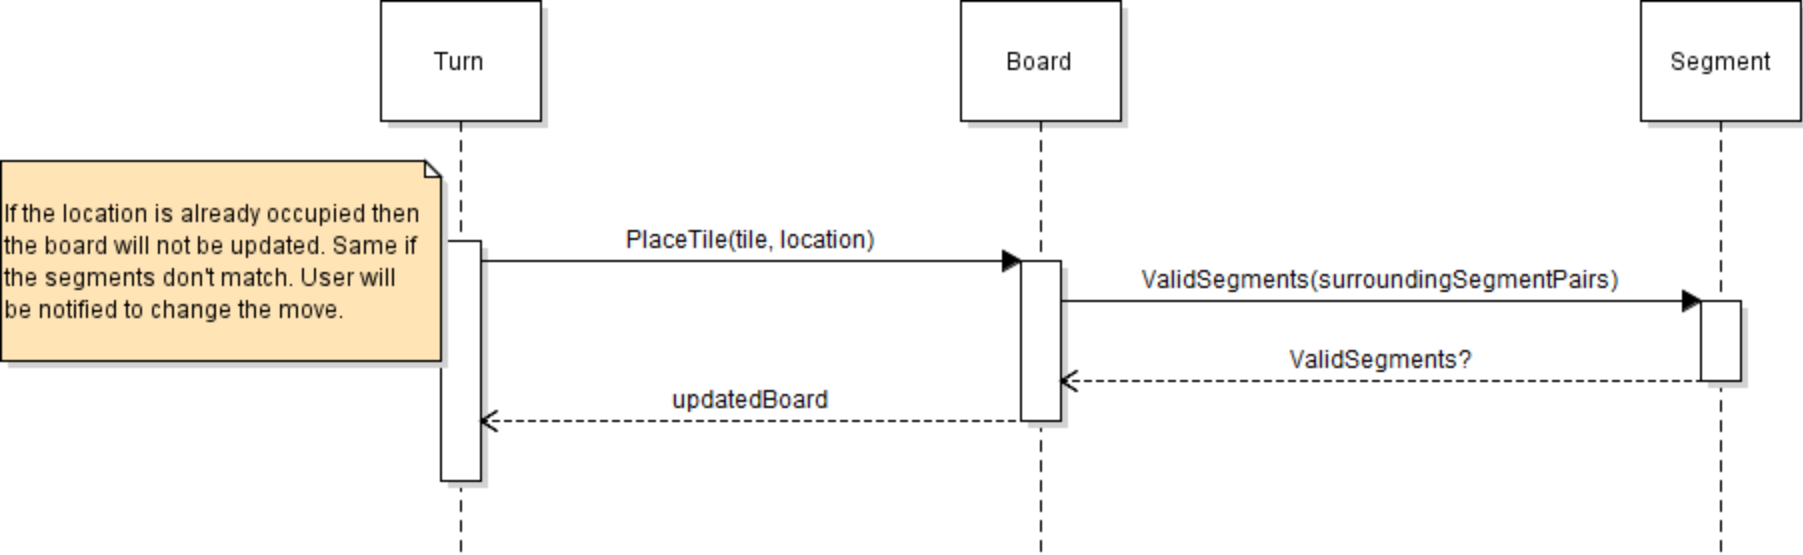 Turn
Board
Segment
If the location is already occupied then
the board will not be updated. Same if
the segments don't match. User will
be notified to change the move.
PlaceTile(tile, location)
ValidSegments(surroundingSegmentPairs)
ValidSegments?
updatedBoard